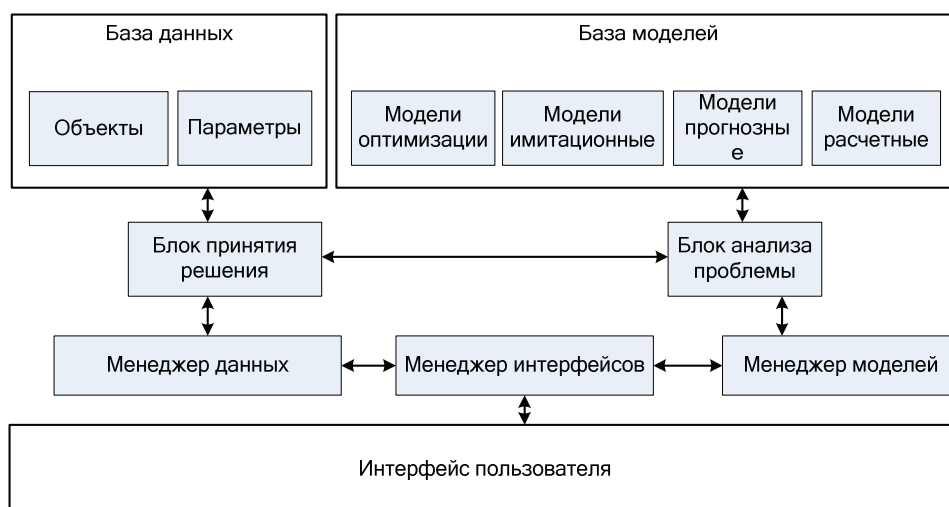 База данных
База моделей
Объекты
Параметры
Модели
оптимизации
Модели
имитационные
Модели
прогнозны
е
Модели
расчетные
Блок принятия
решения
Блок анализа
проблемы
Менеджер данных
Менеджер интерфейсов
Менеджер моделей
Интерфейс пользователя